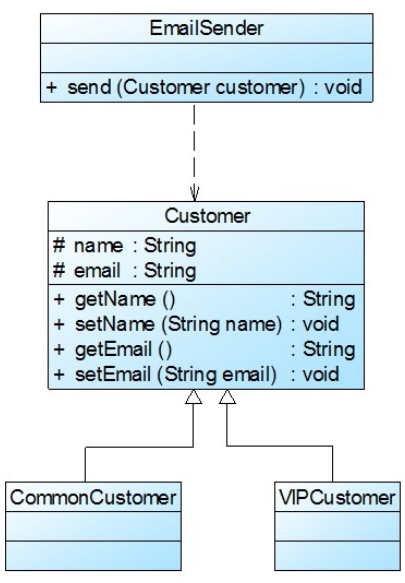 EmailSender
+ send (Customer customer) : void
Customer
# name : String
# email : String
+ getName () : String
+ setName (String name) : void
+ getEmail () : String
+ setEmail (String email) : void
CommonCustomer
VIPCustomer